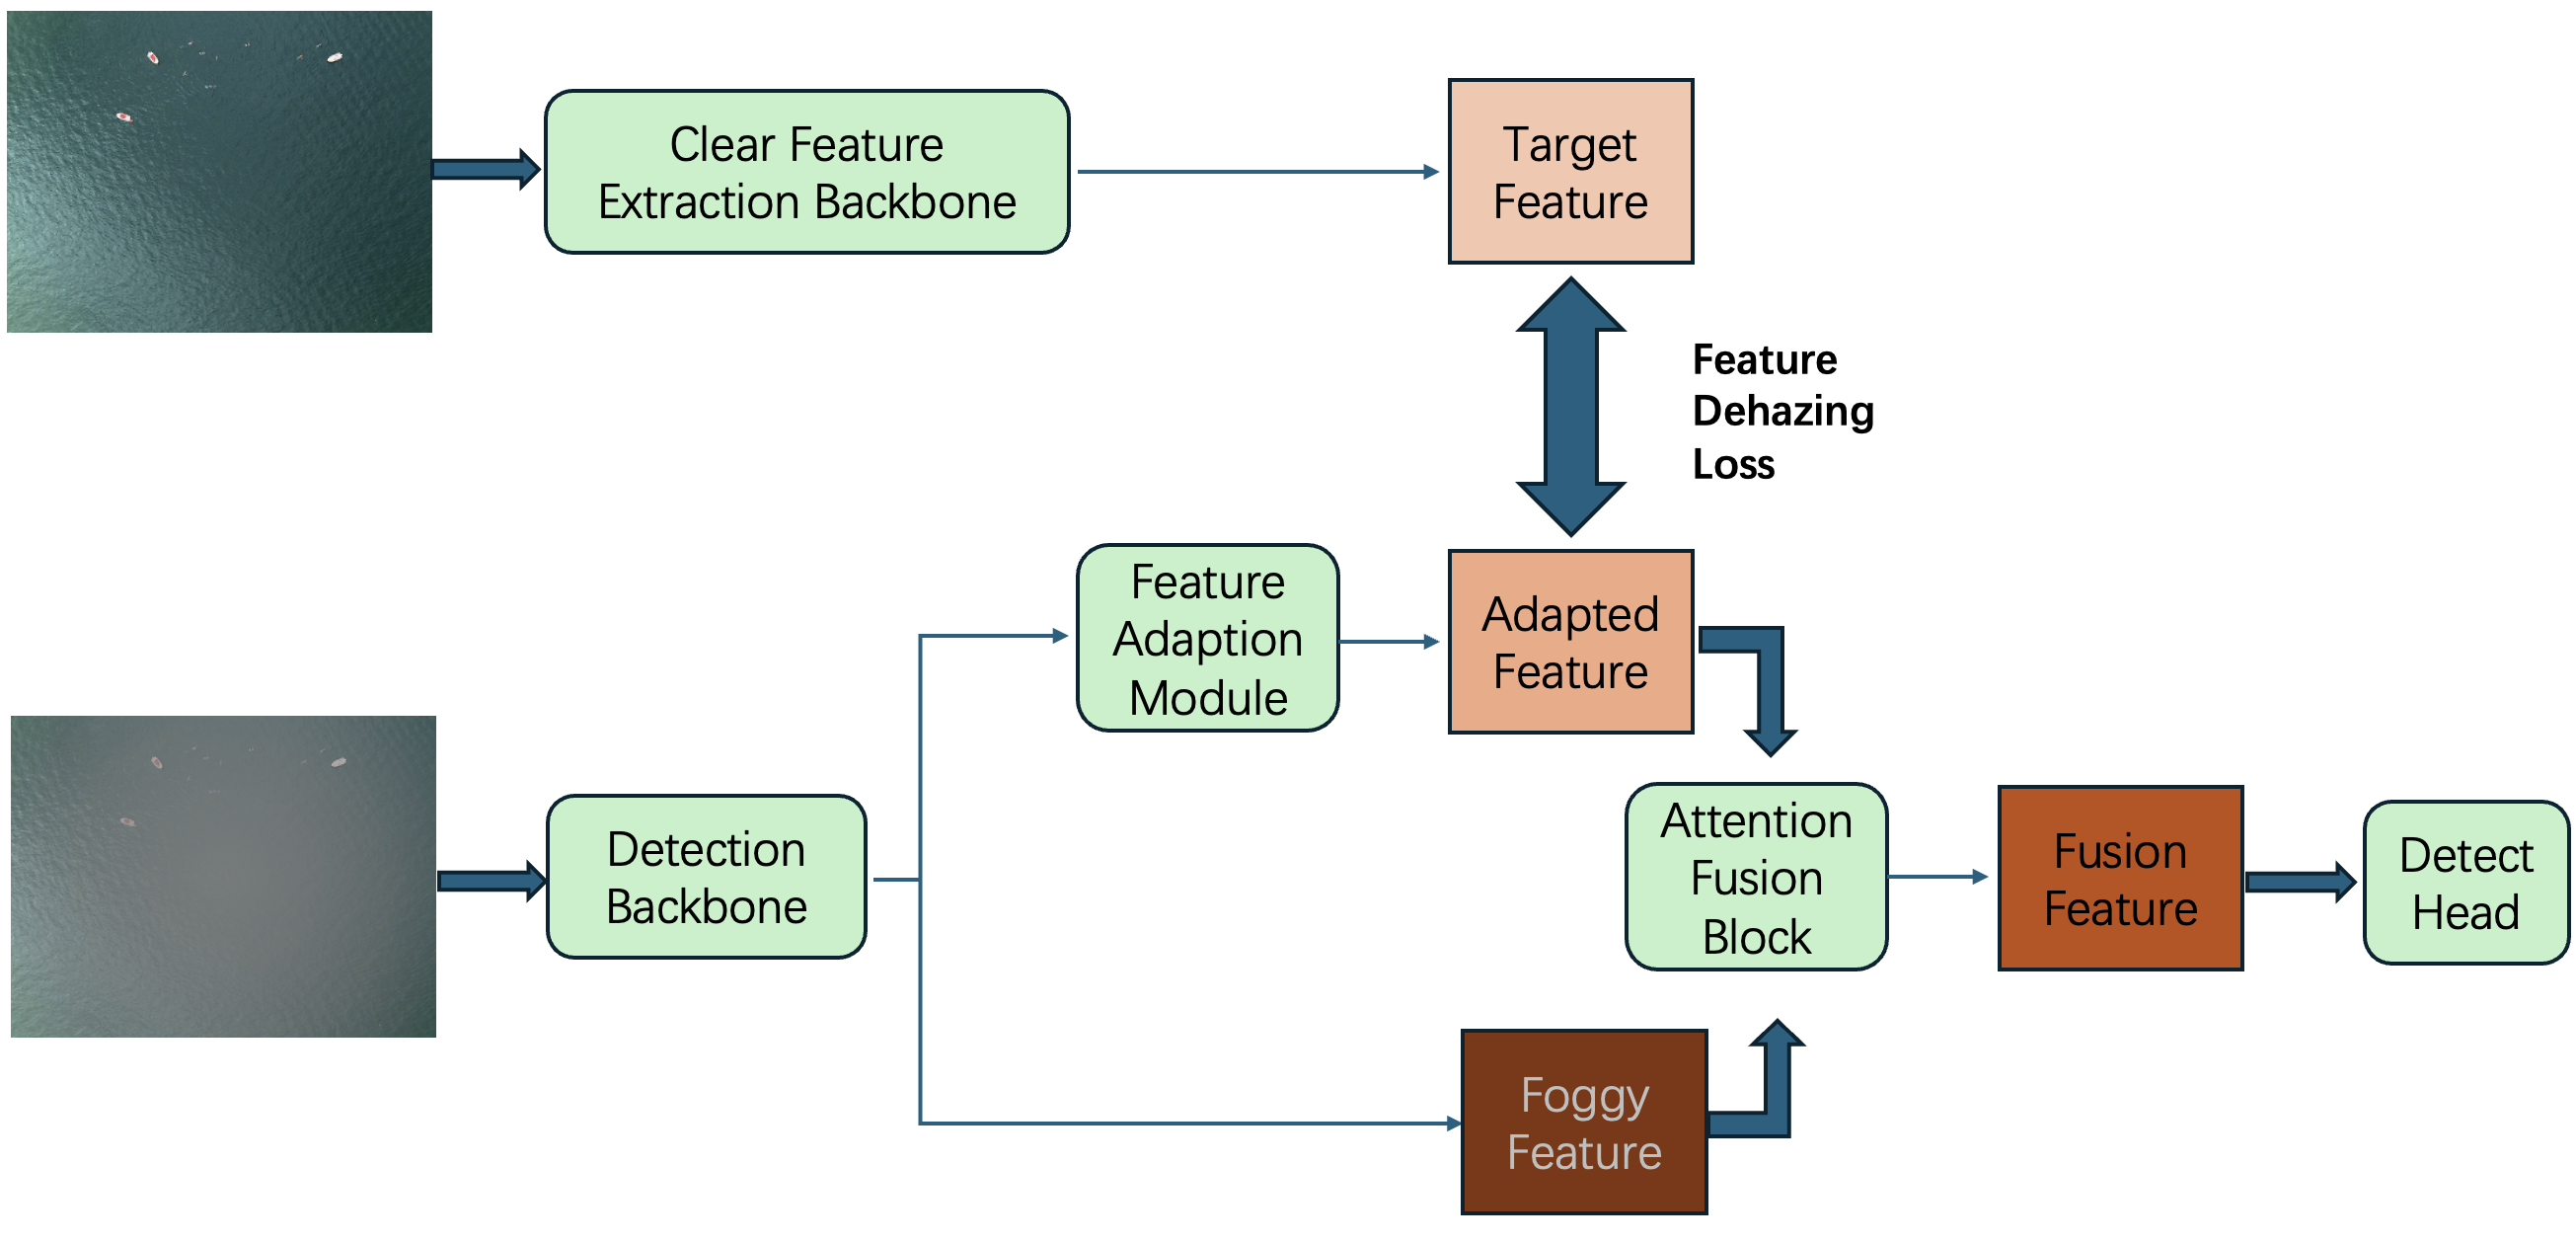 Clear Feature
Extraction Backbone
Target
Feature
Feature
Dehazing
Loss
Feature
Adaption
Module
Adapted
Feature
Detection
Backbone
Attention
Fusion
Block
Fusion
Feature
Detect
Head
Foggy
Feature